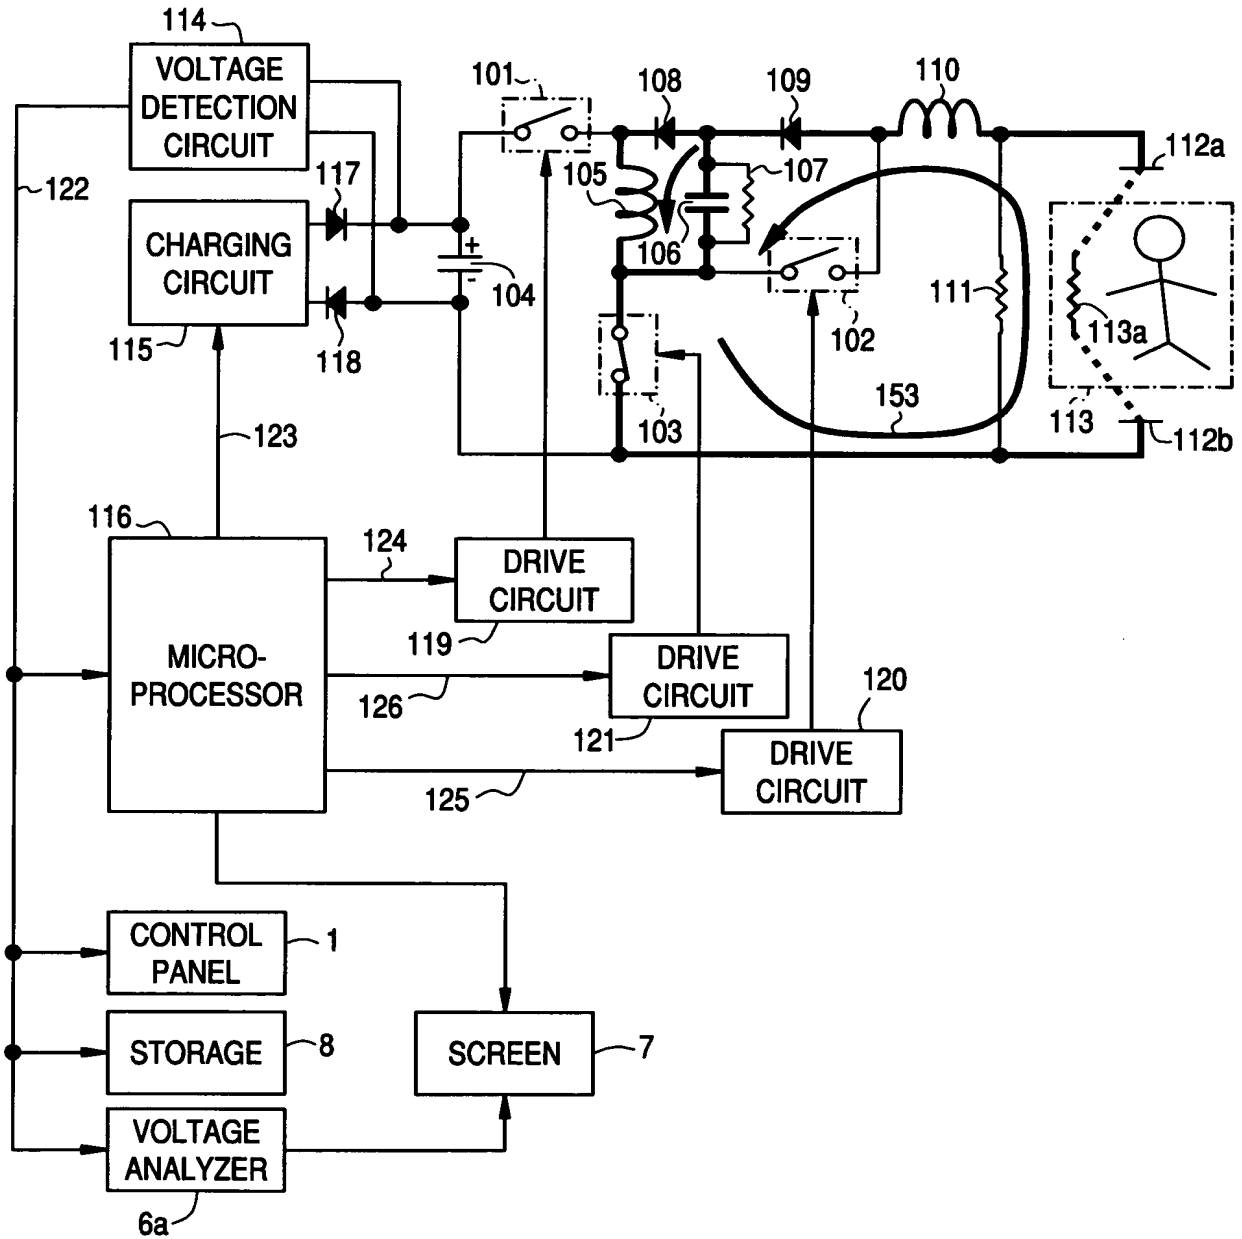 114
VOLTAGE
DETECTION
CIRCUIT
101
108
109
110
112a
122
117
105
107
CHARGING
CIRCUIT
+
-
104
106
111
113a
115
118
102
103
153
113
112b
123
116
124
DRIVE
CIRCUIT
119
MICRO-
PROCESSOR
126
DRIVE
CIRCUIT
121
120
125
DRIVE
CIRCUIT
CONTROL
PANEL
1
STORAGE
8
SCREEN
7
VOLTAGE
ANALYZER
6a